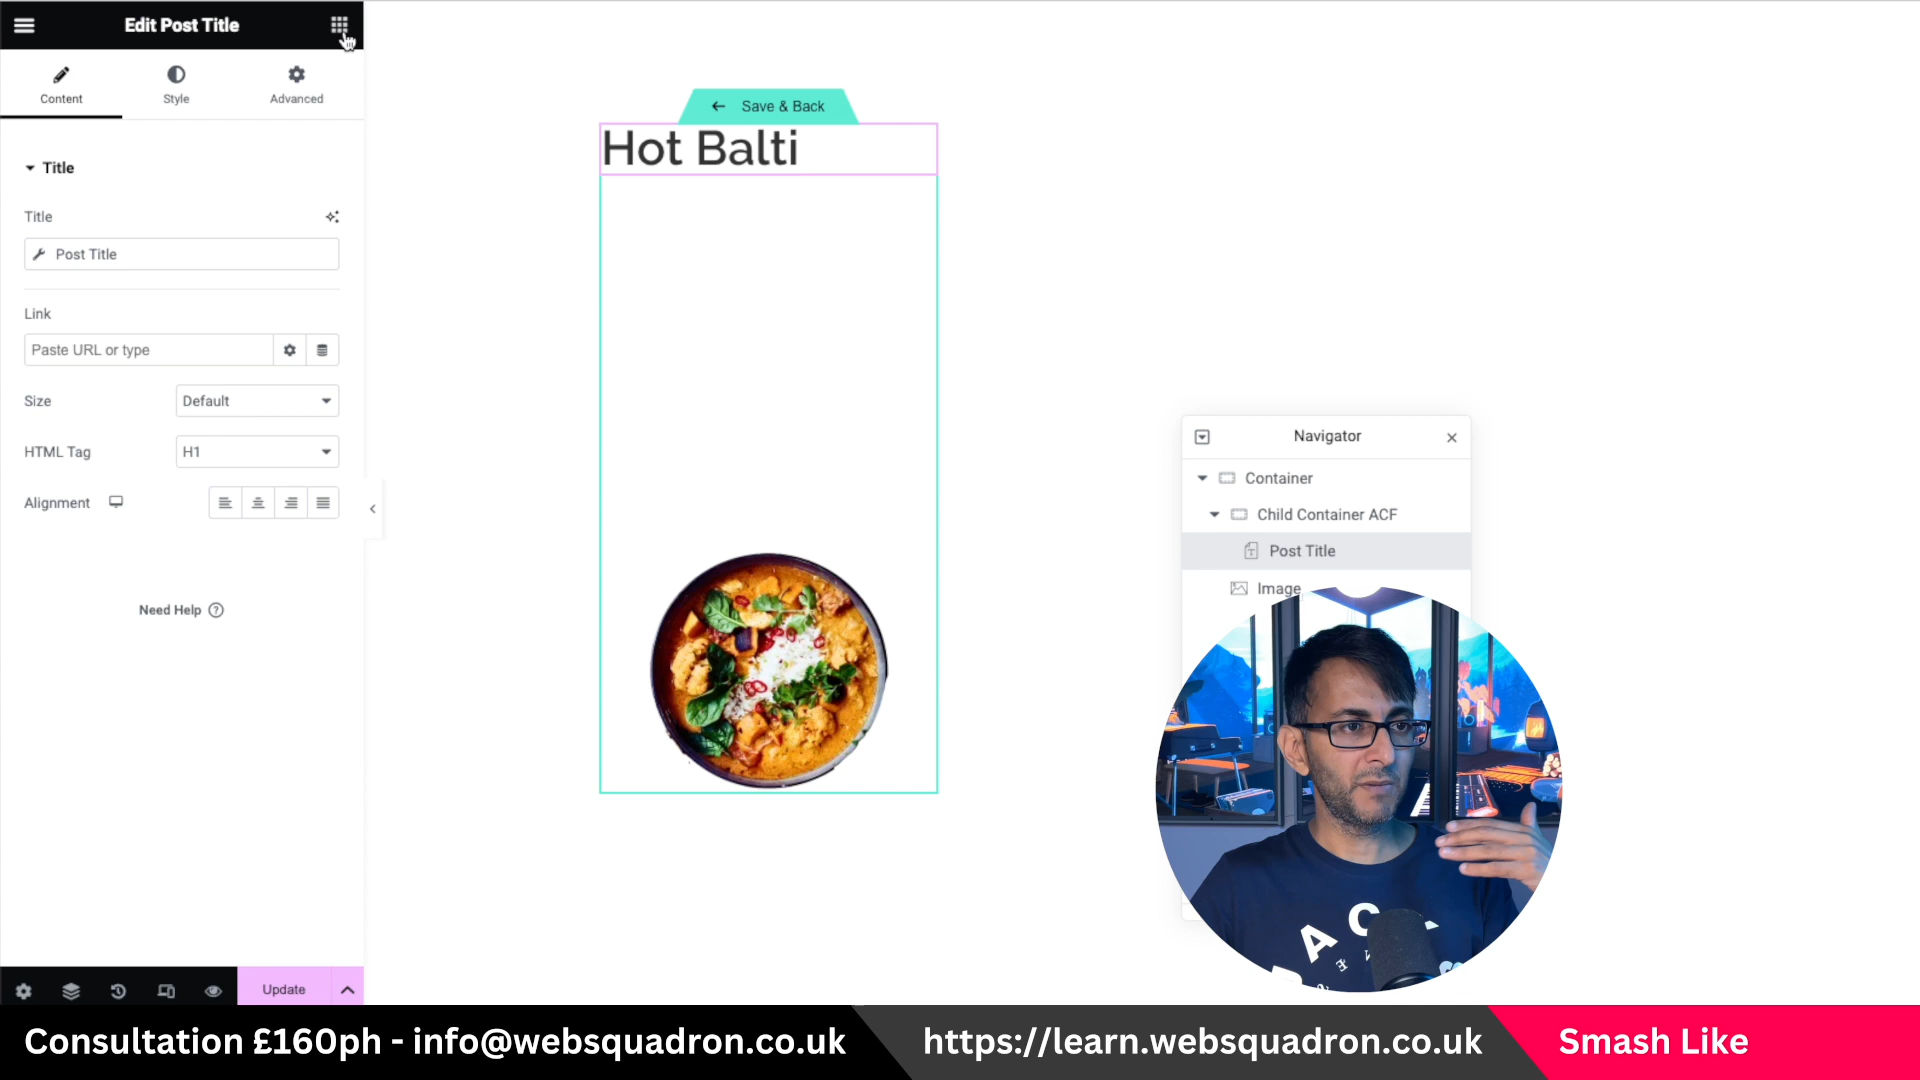 Edit Post Title
Content
Style
Advanced
Title
Title
Post Title
Link
Paste URL or type
Size
Default
HTML Tag
H1
Alignment
Need Help
Update
Save & Back
Hot Balti
Navigator
Container
Child Container ACF
Post Title
Image
Consultation £160ph - info@websquadron.co.uk
https://learn.websquadron.co.uk
Smash Like